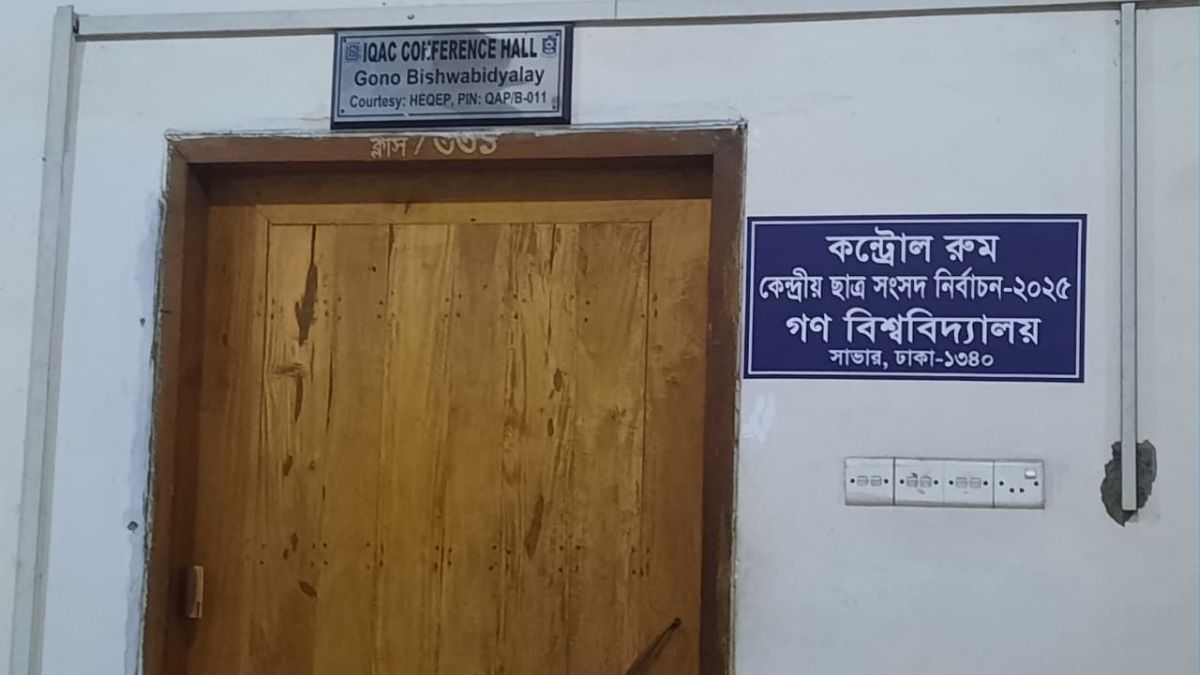 IQAC CONFERENCE HALL
Gono Bishwabidyalay
Courtesy: HEQEP, PIN: QAP/B-011
ক্লাস / ৩৩১
কন্ট্রোল রুম
কেন্দ্রীয় ছাত্র সংসদ নির্বাচন-২০২৫
গণ বিশ্ববিদ্যালয়
সাভার, ঢাকা-১৩৪০